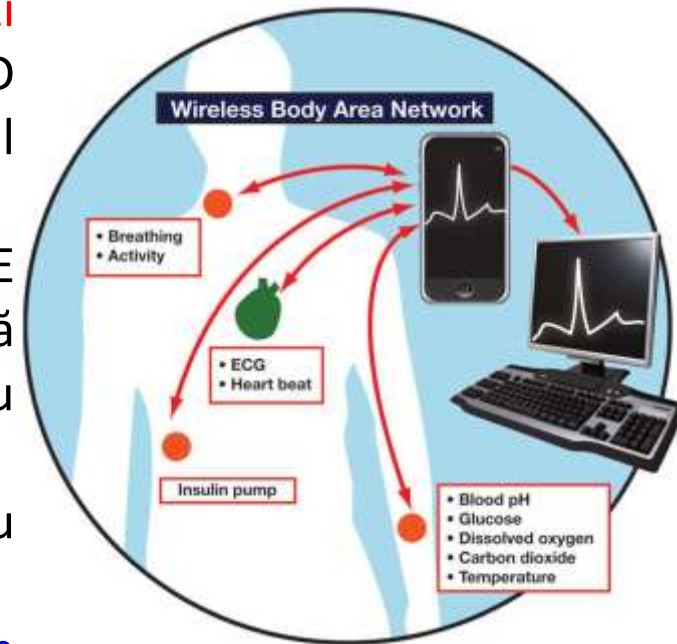 Wireless Body Area Network
• Breathing
• Activity
• ECG
• Heart beat
Insulin pump
• Blood pH
• Glucose
• Dissolved oxygen
• Carbon dioxide
• Temperature